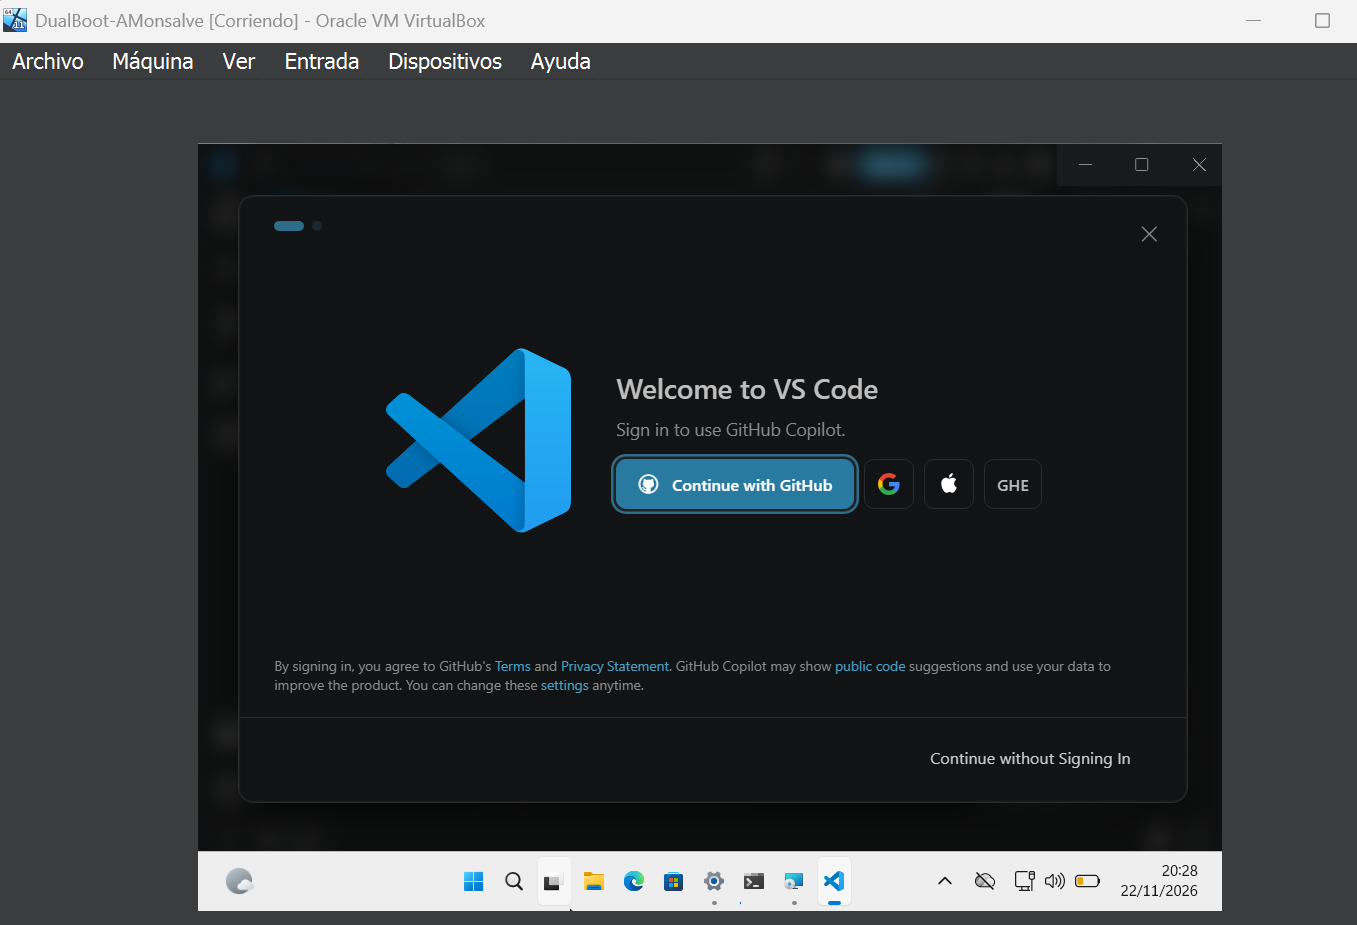 DualBoot-AMonsalve [Corriendo] - Oracle VM VirtualBox
Archivo Máquina Ver Entrada Dispositivos Ayuda
Welcome to VS Code
Sign in to use GitHub Copilot.
Continue with GitHub
GHE
By signing in, you agree to GitHub's Terms and Privacy Statement. GitHub Copilot may show public code suggestions and use your data to
improve the product. You can change these settings anytime.
Continue without Signing In
20:28
22/11/2026